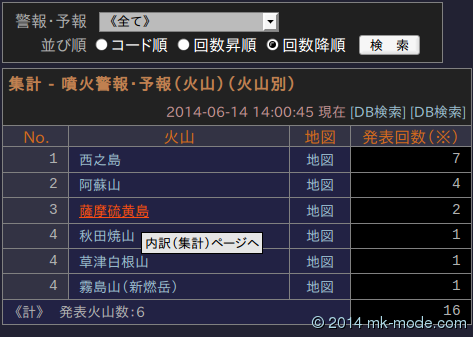 警報・予報 《全て》
並び順 コード順 回数昇順 回数降順 検 索
集計 - 噴火警報・予報(火山)(火山別)
2014-06-14 14:00:45 現在 [DB検索] [DB検索]
No. 火山 地図 発表回数(※)
1 西之島 地図 7
2 阿蘇山 地図 4
3 薩摩硫黄島 地図 2
4 秋田焼山 地図 1
内訳(集計)ページへ
4 草津白根山 地図 1
4 霧島山(新燃岳) 地図 1
《計》 発表火山数:6 16
© 2014 mk-mode.com